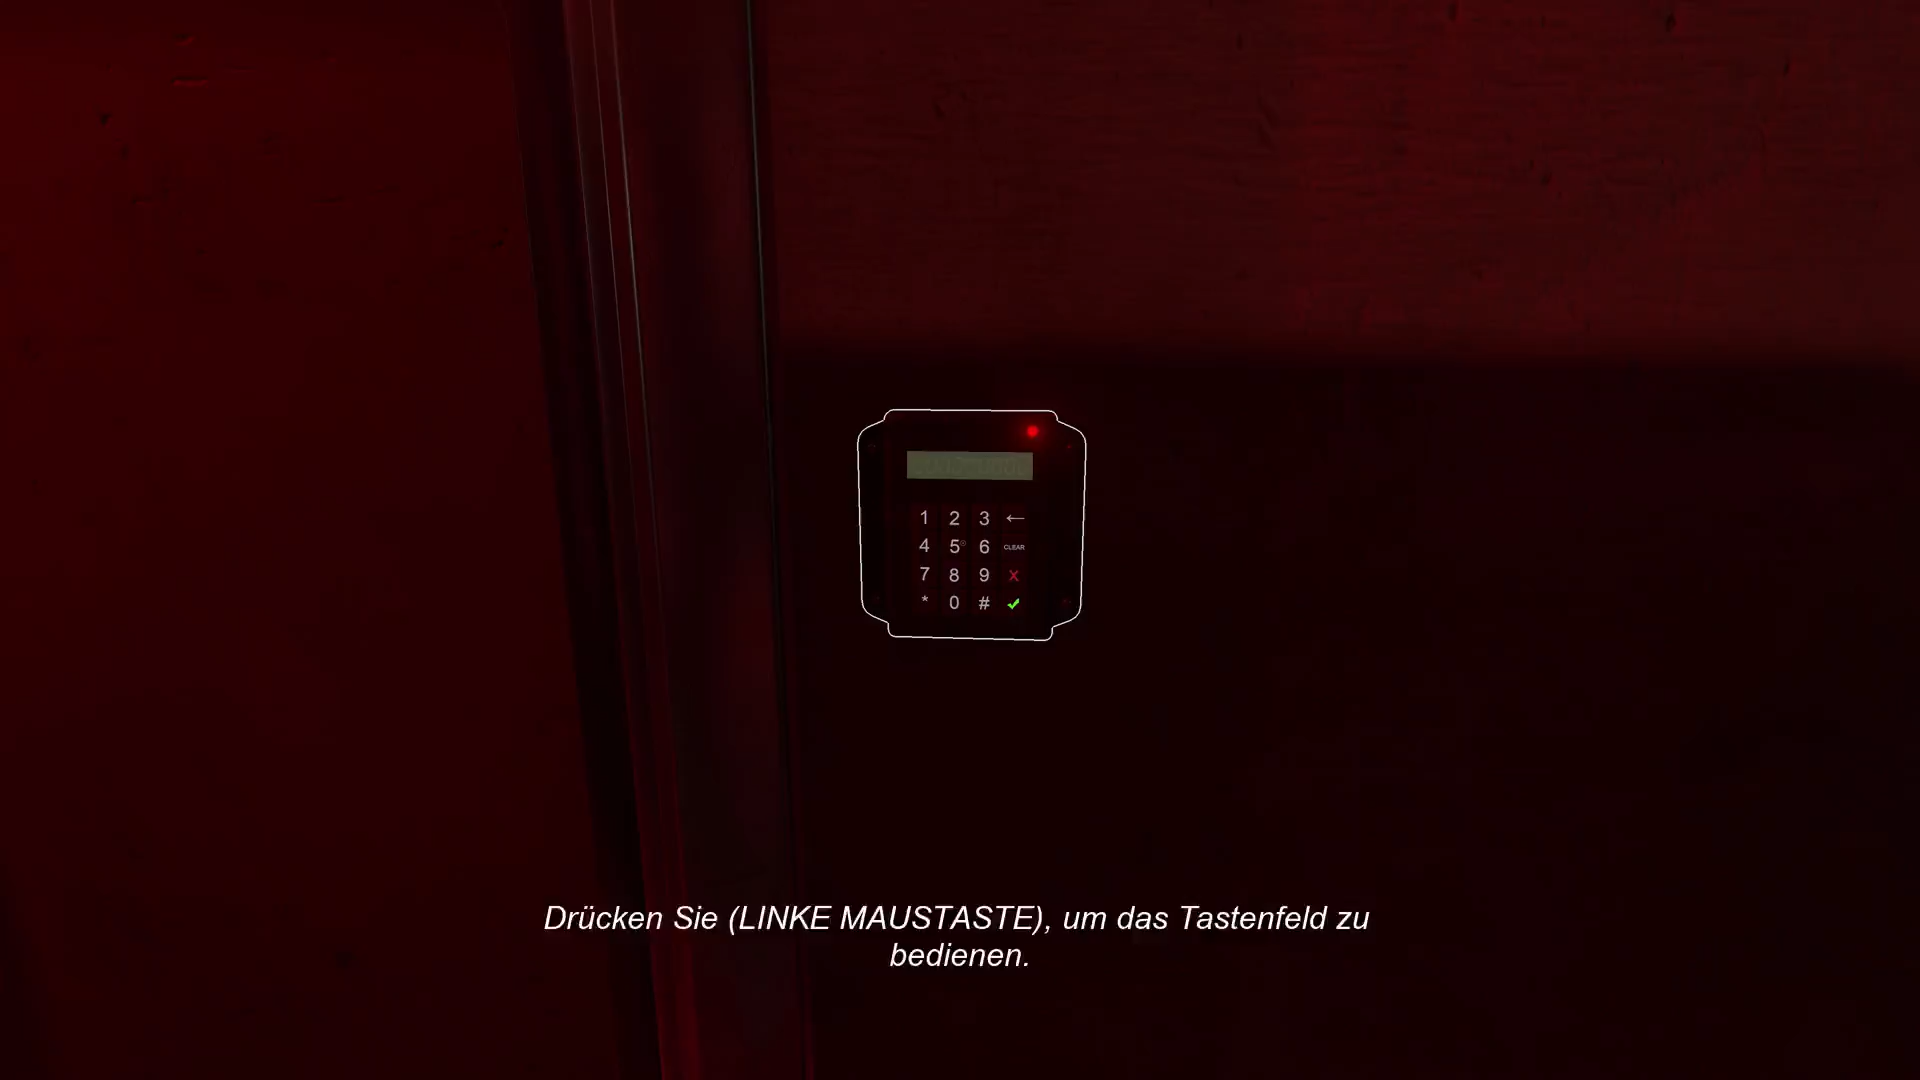 1 2 3 ←
4 5 6 CLEAR
7 8 9 X
* 0 # ✓
Drücken Sie (LINKE MAUSTASTE), um das Tastenfeld zu
bedienen.